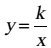 y = k/x